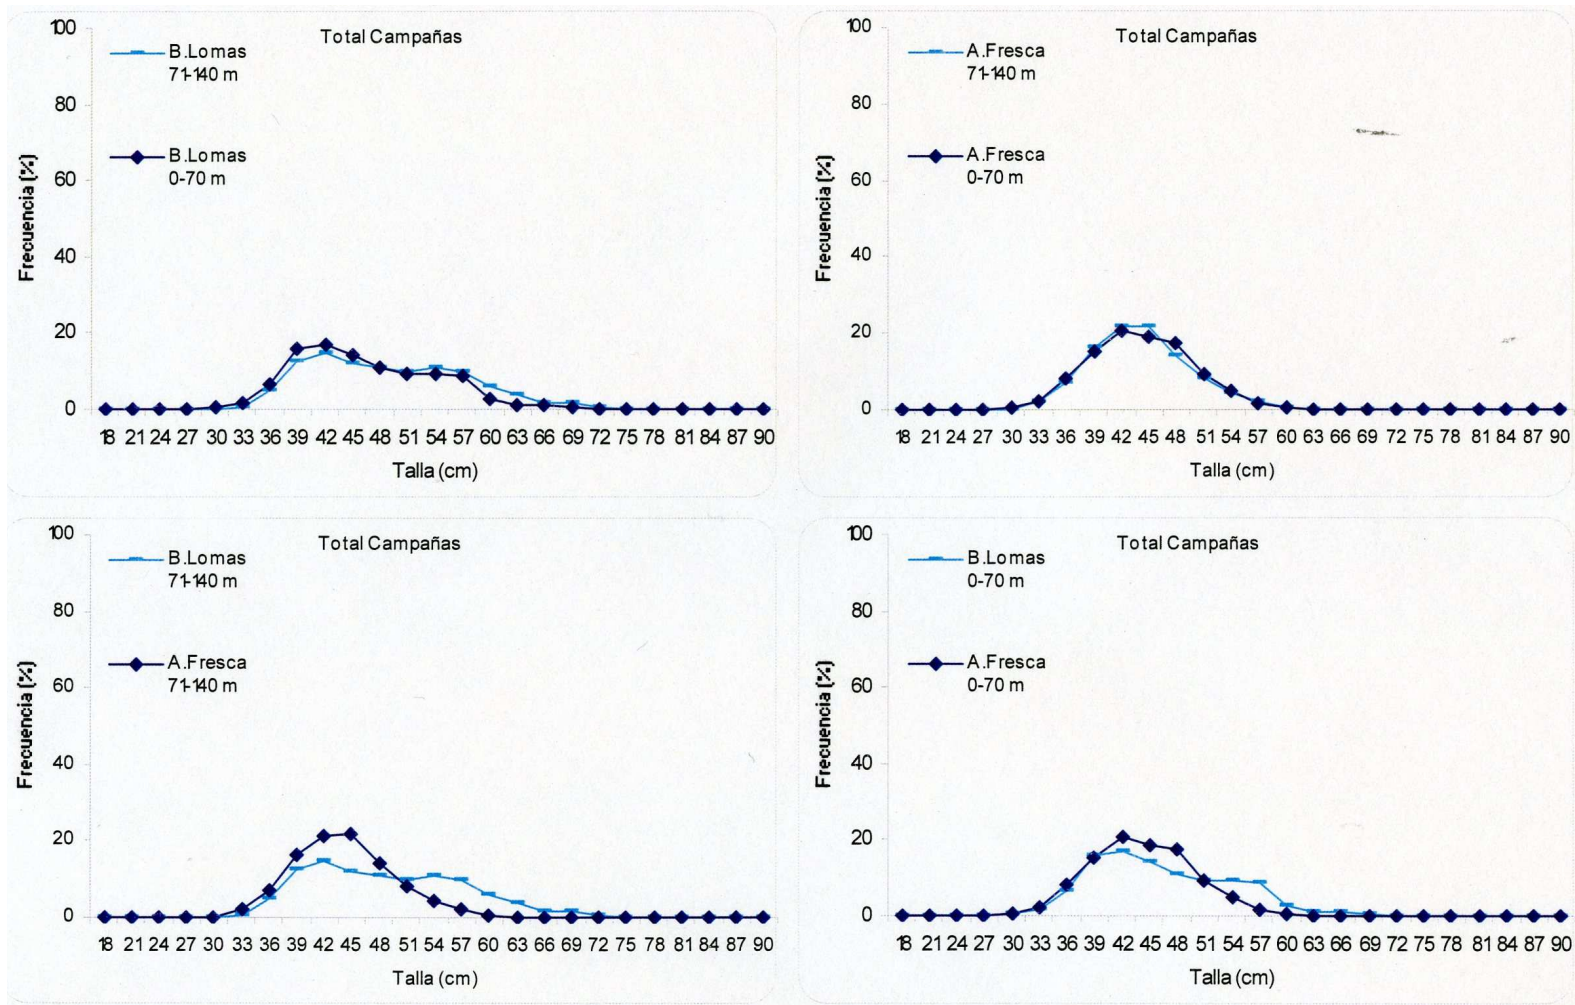 Total Campañas
B.Lomas
71-140 m
B.Lomas
0-70 m
Frecuencia (%)
100
80
60
40
20
0
18 21 24 27 30 33 36 39 42 45 48 51 54 57 60 63 66 69 72 75 78 81 84 87 90
Talla (cm)
Total Campañas
A.Fresca
71-140 m
A.Fresca
0-70 m
Frecuencia (%)
100
80
60
40
20
0
18 21 24 27 30 33 36 39 42 45 48 51 54 57 60 63 66 69 72 75 78 81 84 87 90
Talla (cm)
Total Campañas
B.Lomas
71-140 m
A.Fresca
71-140 m
Frecuencia (%)
100
80
60
40
20
0
18 21 24 27 30 33 36 39 42 45 48 51 54 57 60 63 66 69 72 75 78 81 84 87 90
Talla (cm)
Total Campañas
B.Lomas
0-70 m
A.Fresca
0-70 m
Frecuencia (%)
100
80
60
40
20
0
18 21 24 27 30 33 36 39 42 45 48 51 54 57 60 63 66 69 72 75 78 81 84 87 90
Talla (cm)